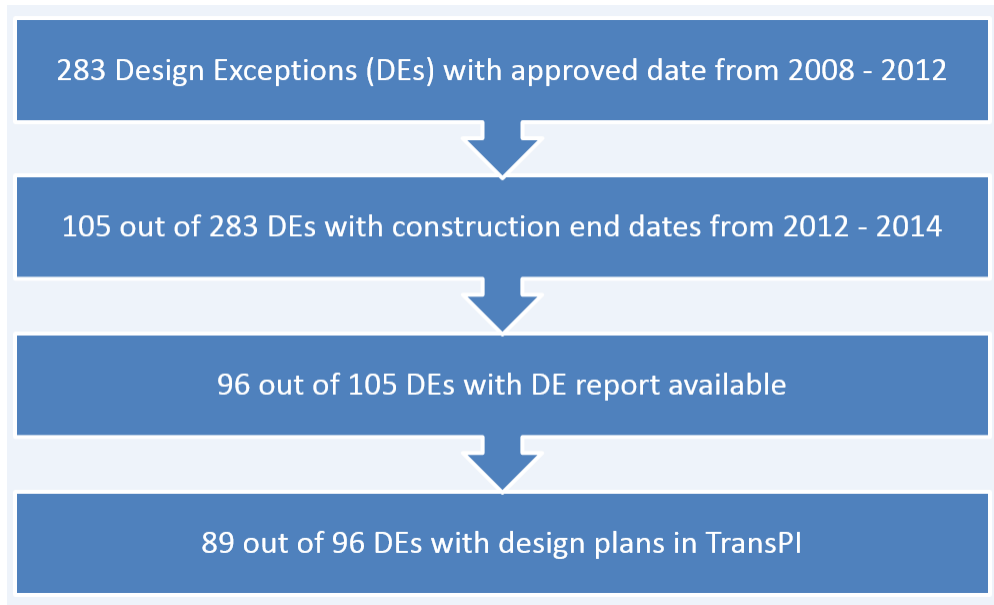 283 Design Exceptions (DEs) with approved date from 2008 - 2012
105 out of 283 DEs with construction end dates from 2012 - 2014
96 out of 105 DEs with DE report available
89 out of 96 DEs with design plans in TransPI